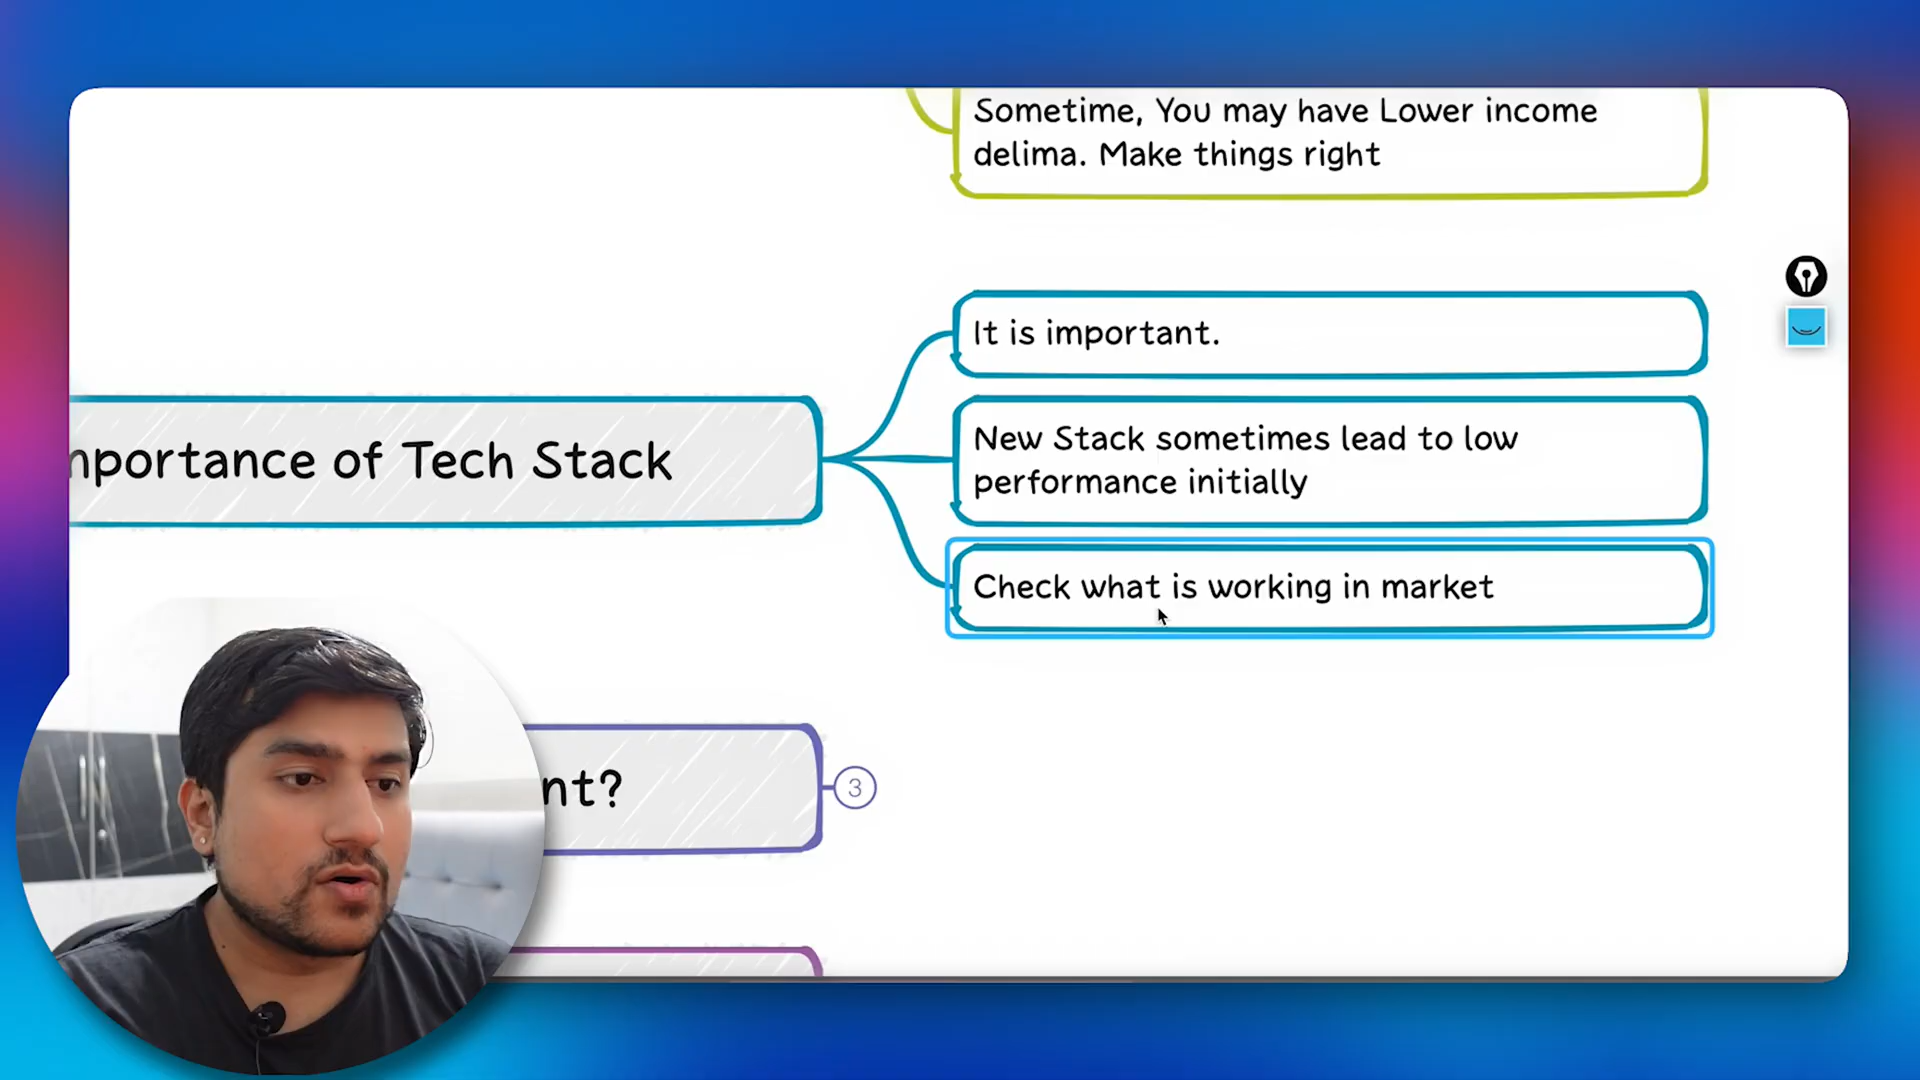 Sometime, You may have Lower income
delima. Make things right
It is important.
mportance of Tech Stack
New Stack sometimes lead to low
performance initially
Check what is working in market
nt?
3